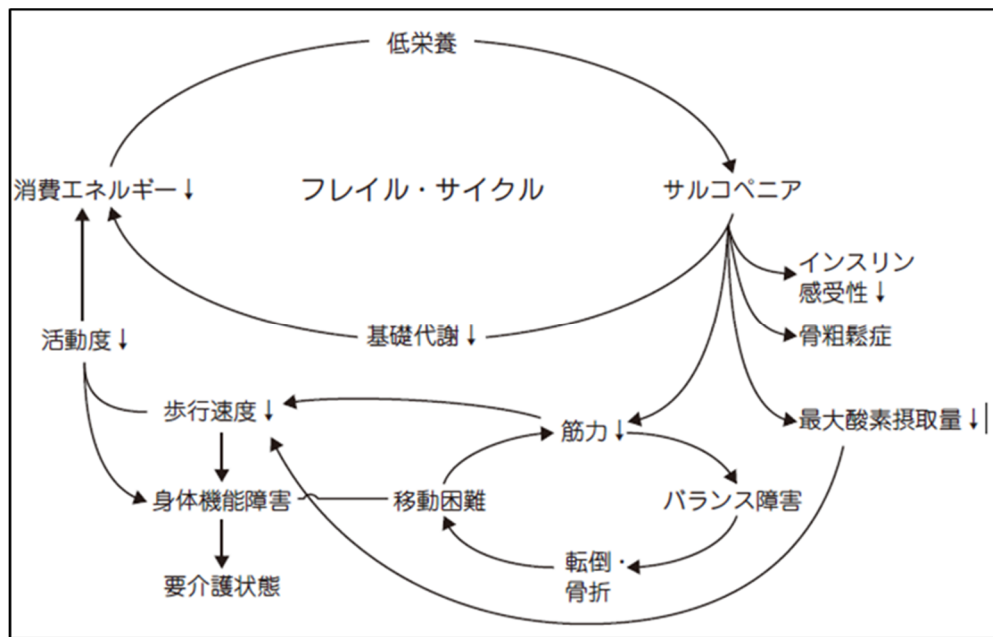 低栄養
消費エネルギー↓
フレイル・サイクル
サルコペニア
インスリン
感受性↓
骨粗鬆症
基礎代謝↓
活動度↓
歩行速度↓
筋力↓
最大酸素摂取量↓
身体機能障害
移動困難
バランス障害
転倒・
骨折
要介護状態